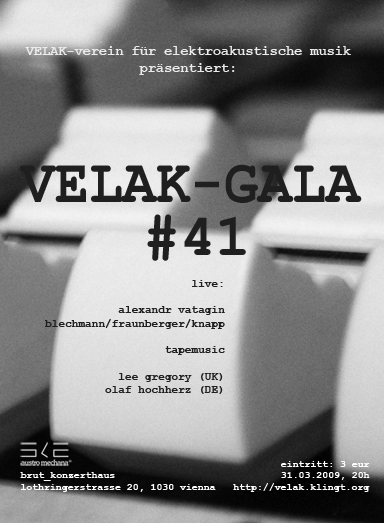 VELAK-verein für elektroakustische musik
präsentiert:
VELAK-GALA
#41
live:
alexandr vatagin
blechmann/fraunberger/knapp
tapemusic
lee gregory (UK)
olaf hochherz (DE)
SKE
austro mechana
brut_konzerthaus
lothringerstrasse 20, 1030 vienna
eintritt: 3 eur
31.03.2009, 20h
http://velak.klingt.org